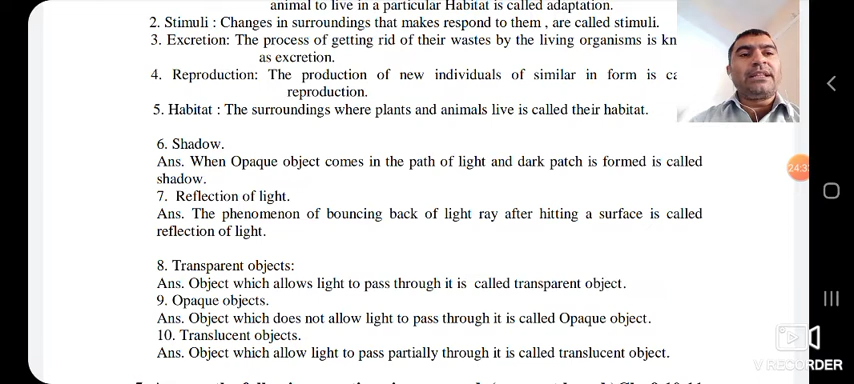 animal to live in a particular Habitat is called adaptation.
2. Stimuli : Changes in surroundings that makes respond to them , are called stimuli.
3. Excretion: The process of getting rid of their wastes by the living organisms is kn
as excretion.
4. Reproduction: The production of new individuals of similar in form is ca
reproduction.
5. Habitat : The surroundings where plants and animals live is called their habitat.
6. Shadow.
Ans. When Opaque object comes in the path of light and dark patch is formed is called
shadow.
7. Reflection of light.
Ans. The phenomenon of bouncing back of light ray after hitting a surface is called
reflection of light.
8. Transparent objects:
Ans. Object which allows light to pass through it is called transparent object.
9. Opaque objects.
Ans. Object which does not allow light to pass through it is called Opaque object.
10. Translucent objects.
Ans. Object which allow light to pass partially through it is called translucent object.
24:3
V RECORDER